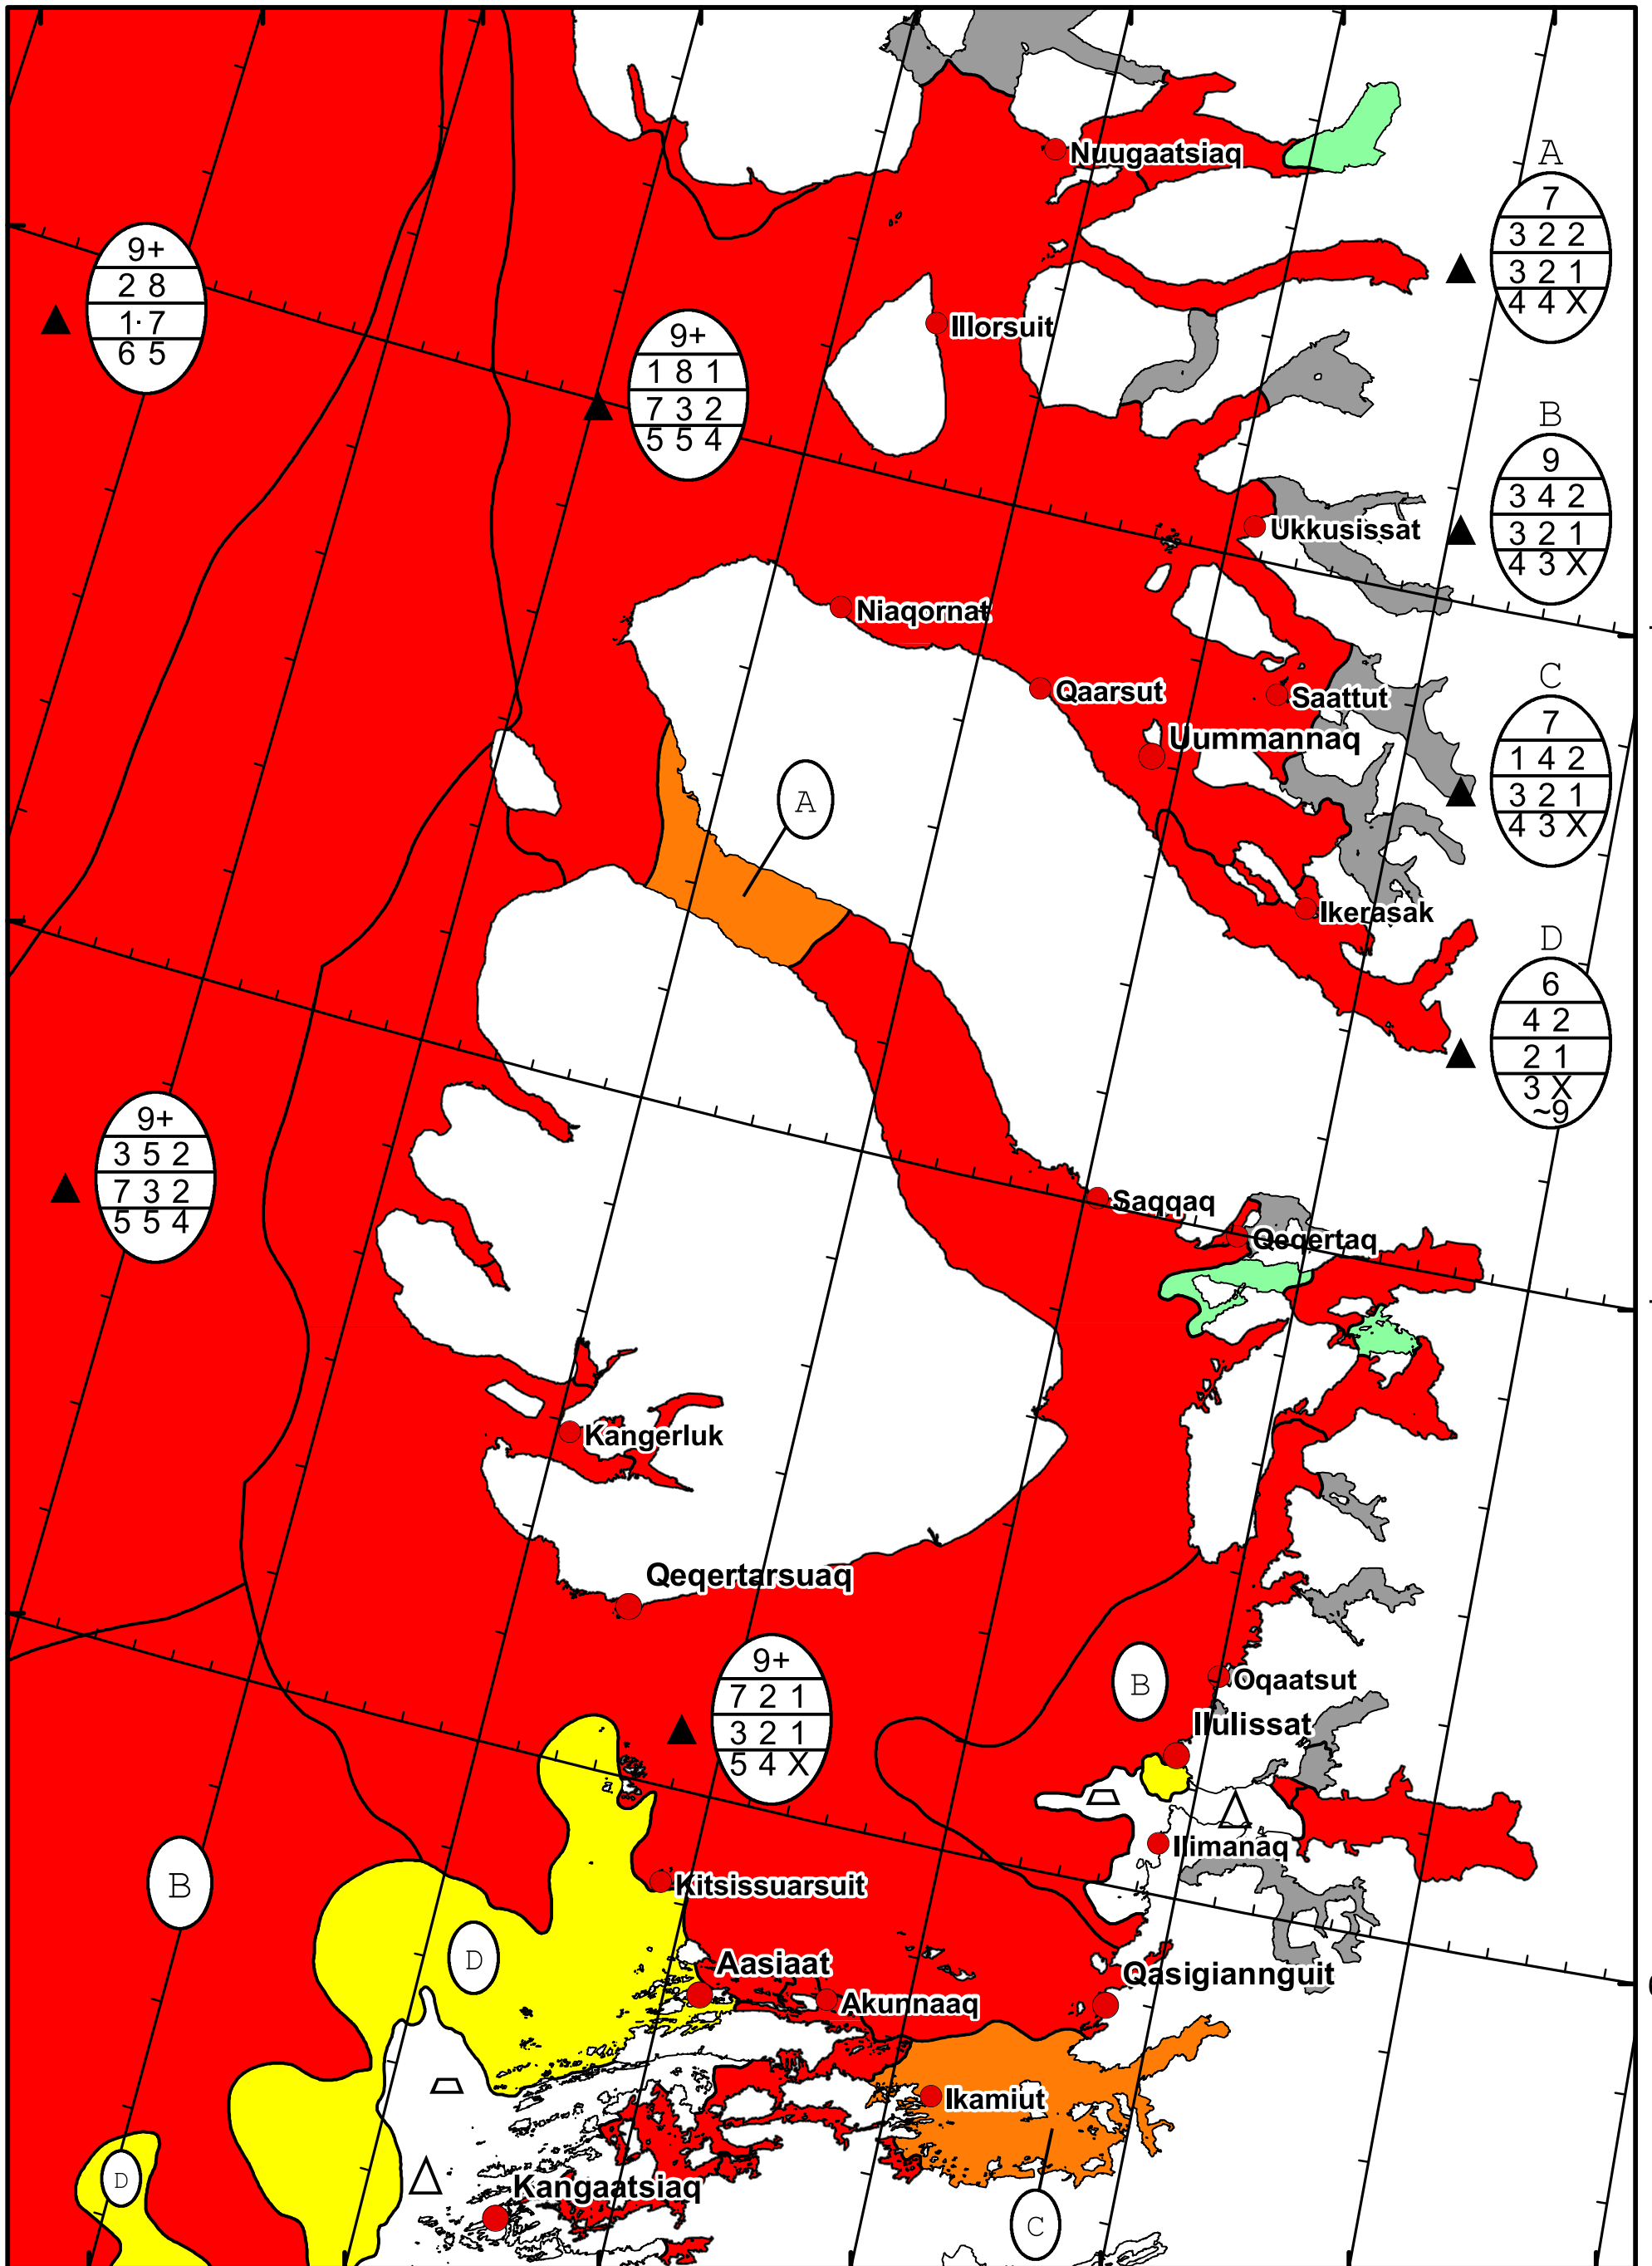 Nuugaatsiaq
A
7
3 2 2
3 2 1
4 4 X
9+
2 8
1· 7
6 5
Illorsuit
9+
1 8 1
7 3 2
5 5 4
B
9
3 4 2
3 2 1
4 3 X
Ukkusissat
Niaqornat
Qaarsut
Saattut
C
7
1 4 2
3 2 1
4 3 X
Uummannaq
A
Ikerasak
D
6
4 2
2 1
3 X
~9
9+
3 5 2
7 3 2
5 5 4
Saqqaq
Qeqertaq
Kangerluk
Qeqertarsuaq
9+
7 2 1
3 2 1
5 4 X
B
Oqaatsut
Ilulissat
Ilimanaq
B
Kitsissuarsuit
D
Aasiaat
Qasigiannguit
Akunnaaq
Ikamiut
D
Kangaatsiaq
C